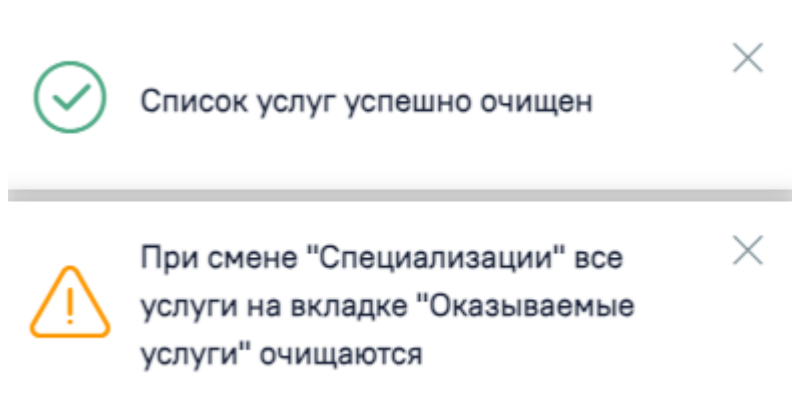 Список услуг успешно очищен
При смене "Специализации" все
услуги на вкладке "Оказываемые
услуги" очищаются